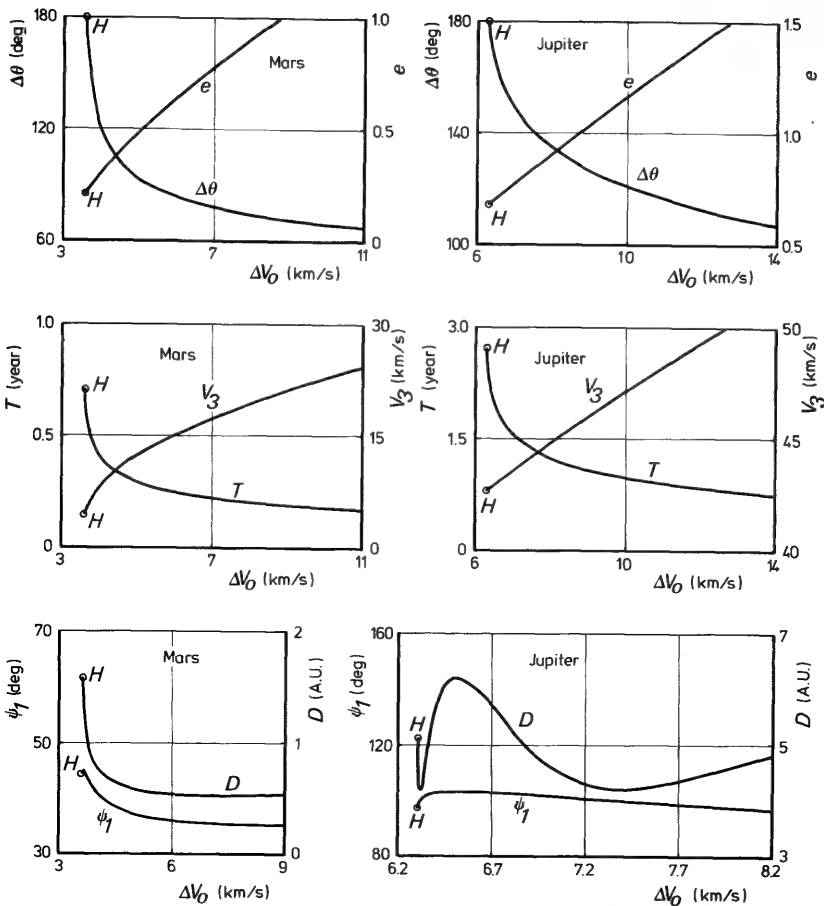 180
H
Δθ (deg)
120
60
Mars
e
Δθ
1.0
0.5
0
e
H
3
7
11
ΔV₀ (km/s)
180
H
Δθ (deg)
140
100
Jupiter
e
Δθ
1.5
1.0
0.5
e
H
6
10
14
ΔV₀ (km/s)
1.0
T (year)
0.5
0
Mars
H
V₃
T
H
30
15
0
V₃ (km/s)
3
7
11
ΔV₀ (km/s)
3.0
T (year)
1.5
0
H
Jupiter
V₃
T
H
50
45
40
V₃ (km/s)
6
10
14
ΔV₀ (km/s)
70
ψ₁ (deg)
50
30
Mars
H
H
D
ψ₁
2
1
0
D (A.U.)
3
6
9
ΔV₀ (km/s)
160
ψ₁ (deg)
120
80
Jupiter
H
D
H
ψ₁
7
5
3
D (A.U.)
6.2
6.7
7.2
7.7
8.2
ΔV₀ (km/s)